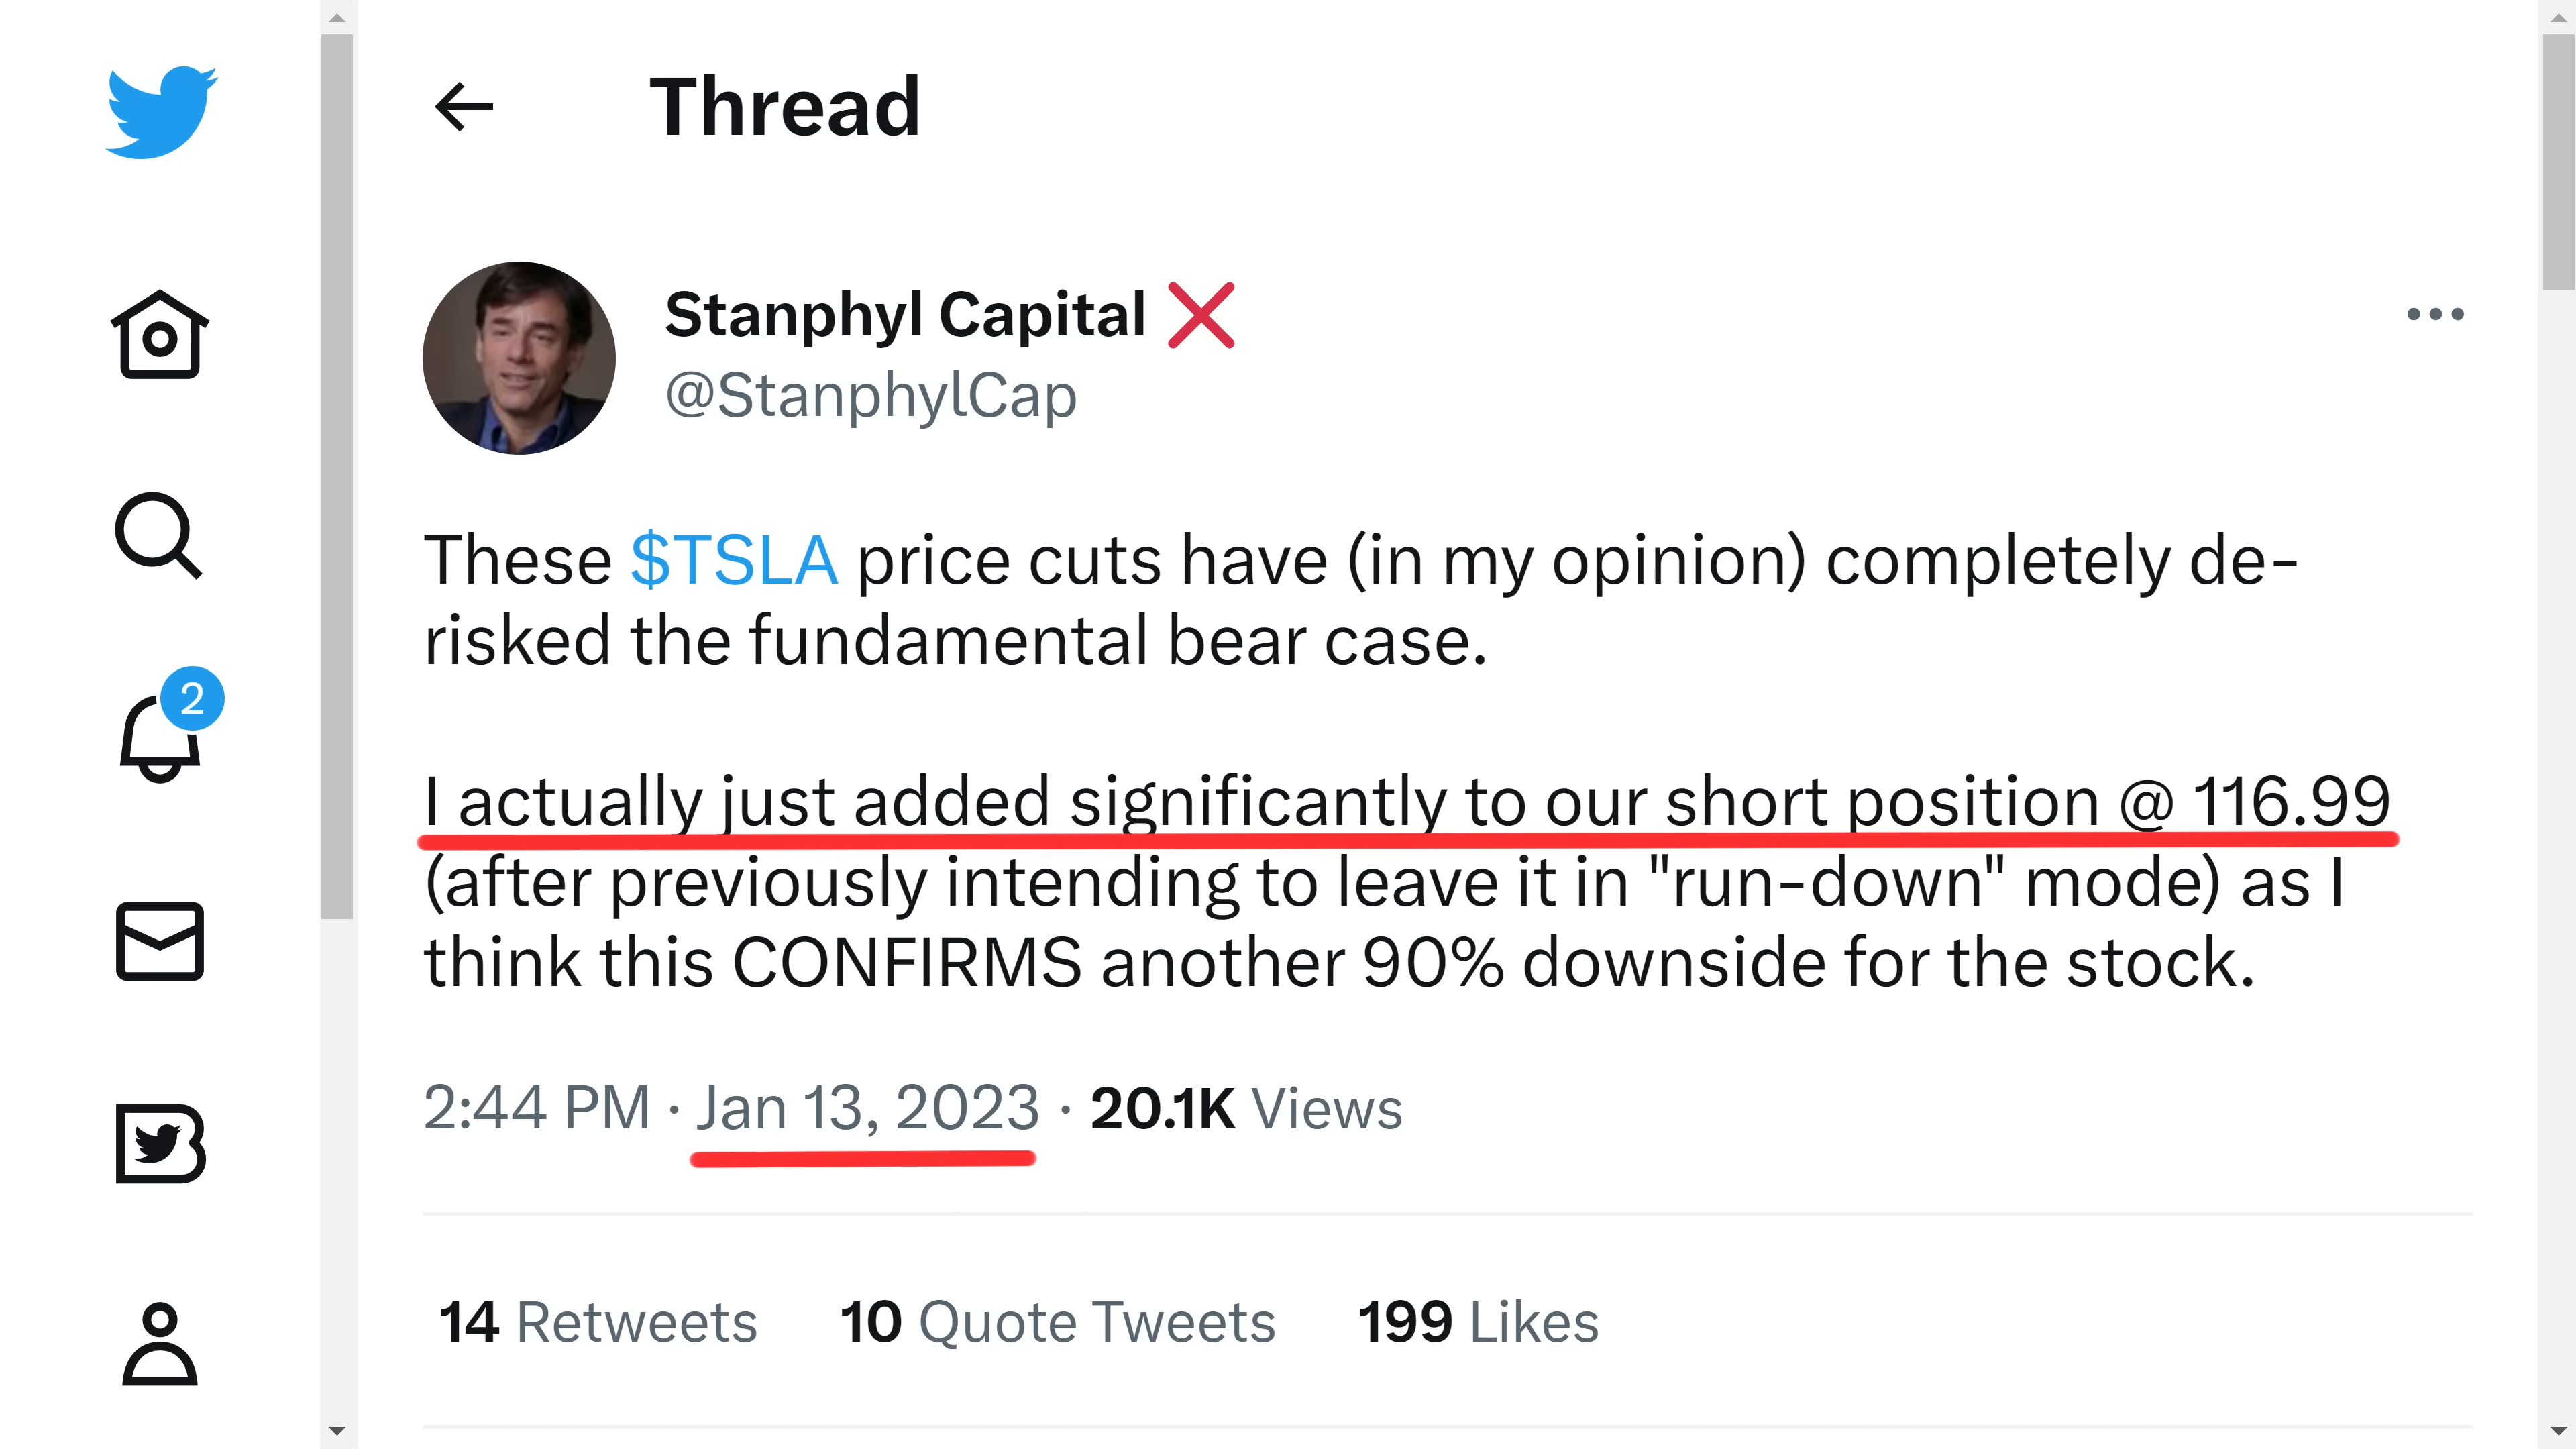 Thread
Stanphyl Capital ❌
@StanphylCap
2
These $TSLA price cuts have (in my opinion) completely de-
risked the fundamental bear case.
I actually just added significantly to our short position @ 116.99
(after previously intending to leave it in "run-down" mode) as I
think this CONFIRMS another 90% downside for the stock.
2:44 PM · Jan 13, 2023 · 20.1K Views
14 Retweets 10 Quote Tweets 199 Likes